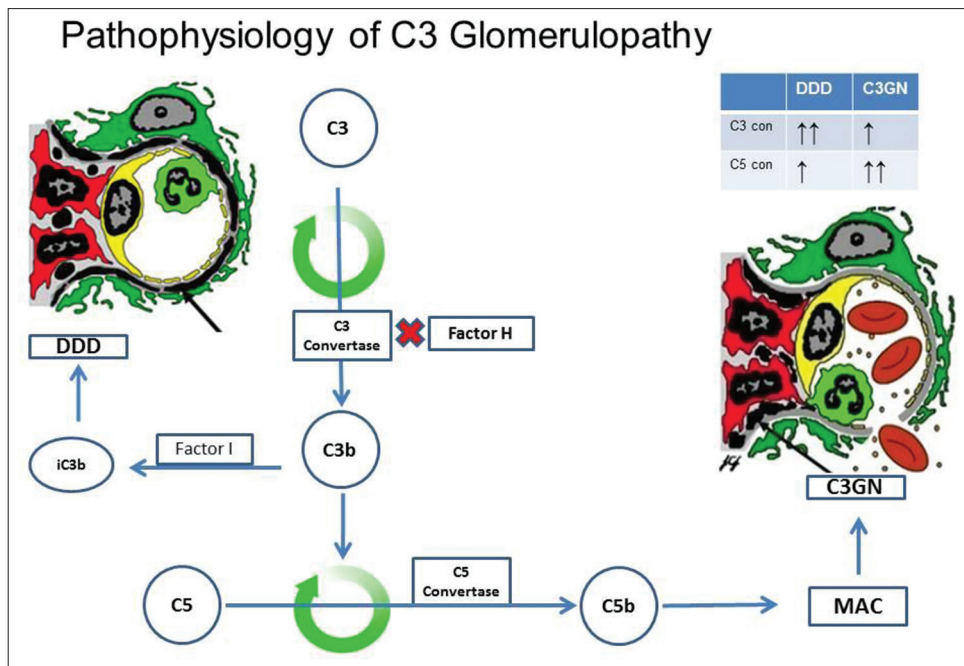 Pathophysiology of C3 Glomerulopathy
DDD C3GN
C3 con ↑↑ ↑
C5 con ↑ ↑↑
C3
C3
Convertase
Factor H
DDD
iC3b
Factor I
C3b
C3GN
C5
C5
Convertase
C5b
MAC